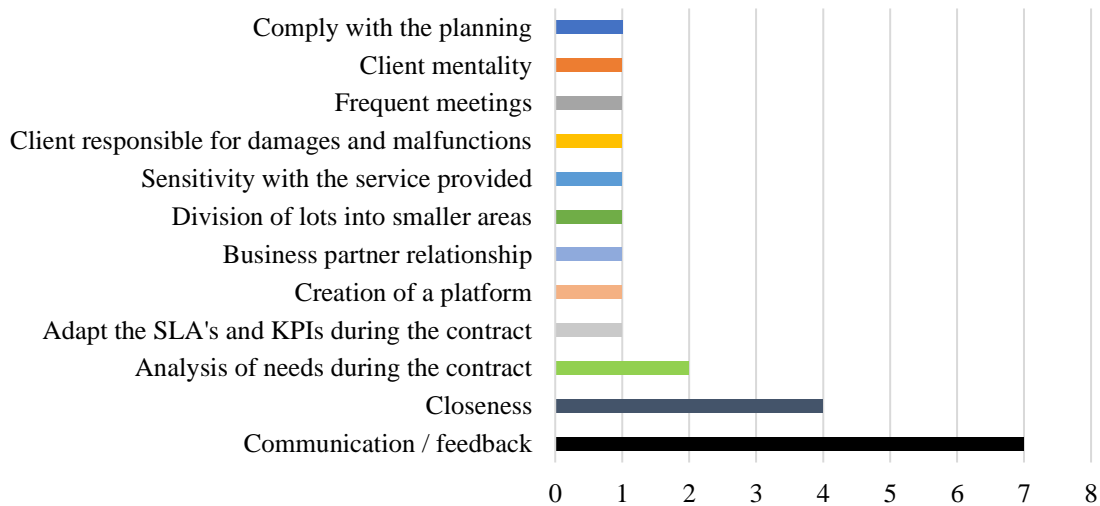 Comply with the planning
Client mentality
Frequent meetings
Client responsible for damages and malfunctions
Sensitivity with the service provided
Division of lots into smaller areas
Business partner relationship
Creation of a platform
Adapt the SLA's and KPIs during the contract
Analysis of needs during the contract
Closeness
Communication / feedback
0 1 2 3 4 5 6 7 8